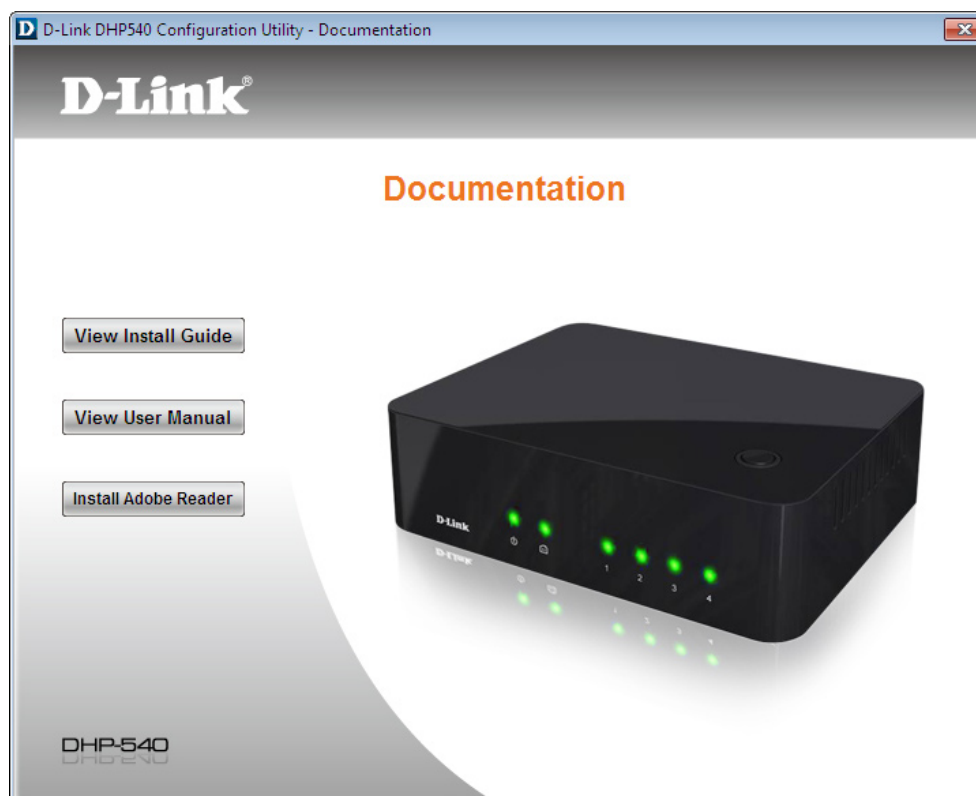 D-Link DHP540 Configuration Utility - Documentation
D-Link®
Documentation
View Install Guide
View User Manual
Install Adobe Reader
D-Link
1 2 3 4
DHP-540